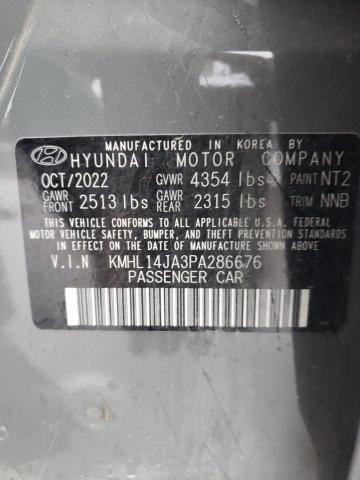 MANUFACTURED IN KOREA BY
HYUNDAI MOTOR COMPANY
OCT/2022 GVWR 4354 lbs PAINT NT2
GAWR FRONT 2513 lbs GAWR REAR 2315 lbs TRIM NNB
THIS VEHICLE CONFORMS TO ALL APPLICABLE U.S.A. FEDERAL
MOTOR VEHICLE SAFETY, BUMPER, AND THEFT PREVENTION
STANDARDS IN EFFECT ON THE DATE OF MANUFACTURE SHOWN ABOVE.
V.I.N KMHL14JA3PA286676
PASSENGER CAR